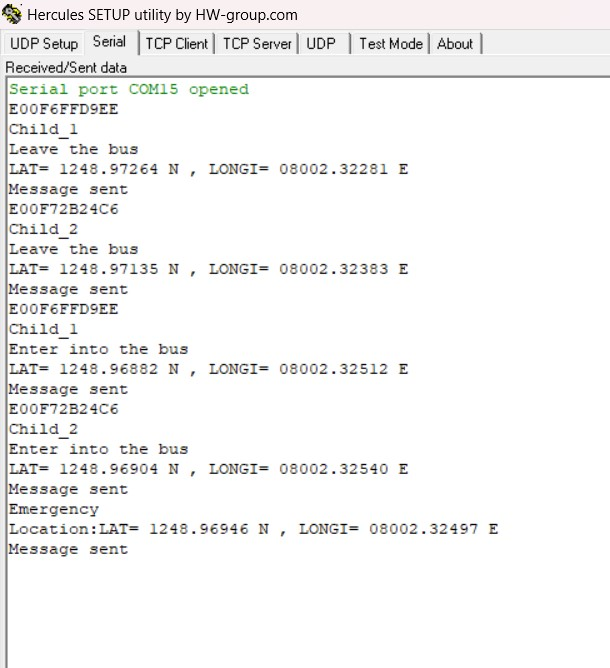 Hercules SETUP utility by HW-group.com
UDP Setup Serial TCP Client TCP Server UDP Test Mode About
Received/Sent data
Serial port COM15 opened
E00F6FFD9EE
Child_1
Leave the bus
LAT= 1248.97264 N , LONGI= 08002.32281 E
Message sent
E00F72B24C6
Child_2
Leave the bus
LAT= 1248.97135 N , LONGI= 08002.32383 E
Message sent
E00F6FFD9EE
Child_1
Enter into the bus
LAT= 1248.96882 N , LONGI= 08002.32512 E
Message sent
E00F72B24C6
Child_2
Enter into the bus
LAT= 1248.96904 N , LONGI= 08002.32540 E
Message sent
Emergency
Location:LAT= 1248.96946 N , LONGI= 08002.32497 E
Message sent